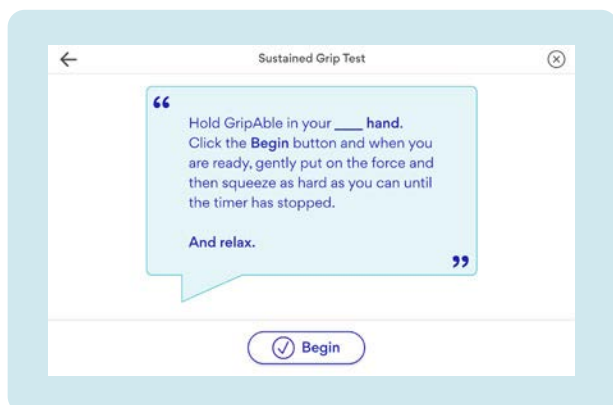 Sustained Grip Test
“
Hold GripAble in your ____ hand.
Click the Begin button and when you
are ready, gently put on the force and
then squeeze as hard as you can until
the timer has stopped.
And relax.
”
Begin